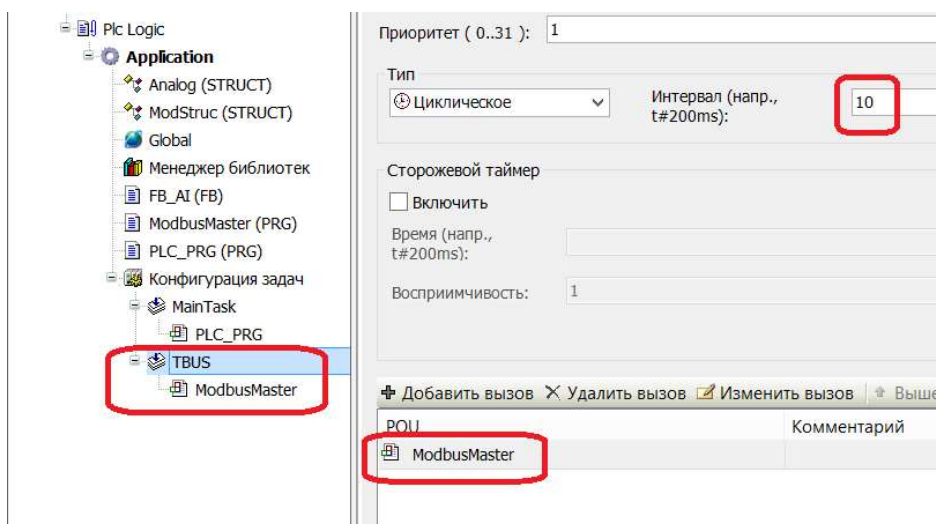 Plc Logic
Application
Analog (STRUCT)
ModStruc (STRUCT)
Global
Менеджер библиотек
FB_AI (FB)
ModbusMaster (PRG)
PLC_PRG (PRG)
Конфигурация задач
MainTask
PLC_PRG
TBUS
ModbusMaster
Приоритет ( 0..31 ): 1
Тип
Циклическое
Интервал (напр., t#200ms): 10
Сторожевой таймер
Включить
Время (напр., t#200ms):
Восприимчивость: 1
Добавить вызов Удалить вызов Изменить вызов Выше
POU Комментарий
ModbusMaster